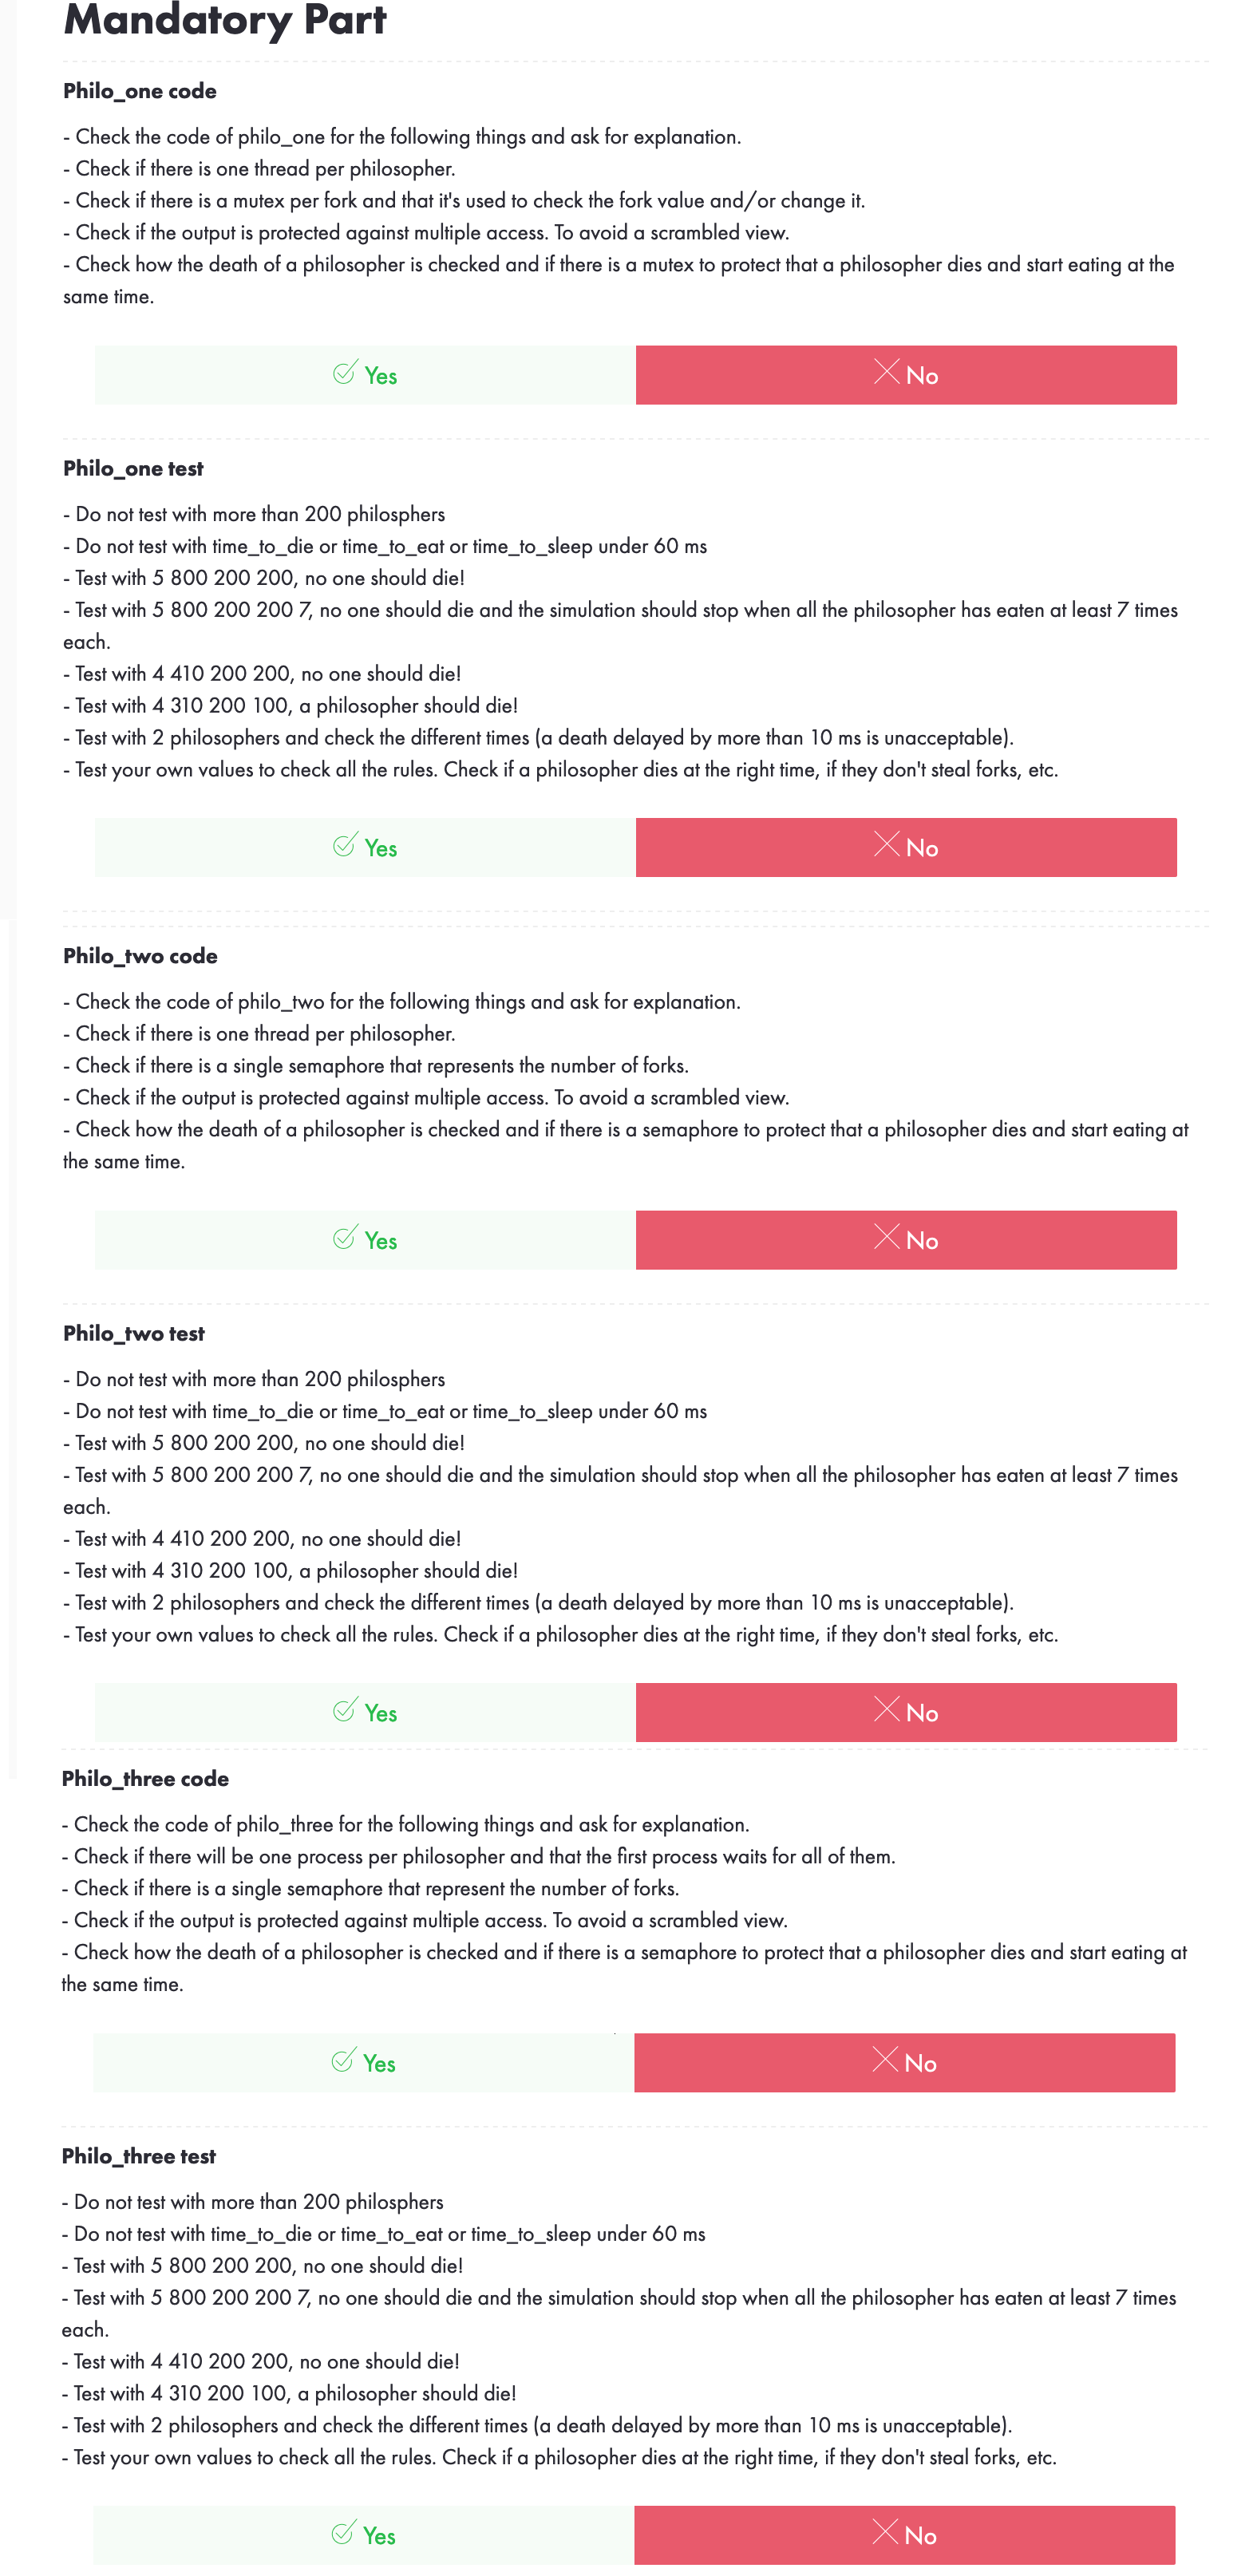 Mandatory Part
Philo_one code
- Check the code of philo_one for the following things and ask for explanation.
- Check if there is one thread per philosopher.
- Check if there is a mutex per fork and that it's used to check the fork value and/or change it.
- Check if the output is protected against multiple access. To avoid a scrambled view.
- Check how the death of a philosopher is checked and if there is a mutex to protect that a philosopher dies and start eating at the
same time.
Yes
No
Philo_one test
- Do not test with more than 200 philosphers
- Do not test with time_to_die or time_to_eat or time_to_sleep under 60 ms
- Test with 5 800 200 200, no one should die!
- Test with 5 800 200 200 7, no one should die and the simulation should stop when all the philosopher has eaten at least 7 times
each.
- Test with 4 410 200 200, no one should die!
- Test with 4 310 200 100, a philosopher should die!
- Test with 2 philosophers and check the different times (a death delayed by more than 10 ms is unacceptable).
- Test your own values to check all the rules. Check if a philosopher dies at the right time, if they don't steal forks, etc.
Yes
No
Philo_two code
- Check the code of philo_two for the following things and ask for explanation.
- Check if there is one thread per philosopher.
- Check if there is a single semaphore that represents the number of forks.
- Check if the output is protected against multiple access. To avoid a scrambled view.
- Check how the death of a philosopher is checked and if there is a semaphore to protect that a philosopher dies and start eating at
the same time.
Yes
No
Philo_two test
- Do not test with more than 200 philosphers
- Do not test with time_to_die or time_to_eat or time_to_sleep under 60 ms
- Test with 5 800 200 200, no one should die!
- Test with 5 800 200 200 7, no one should die and the simulation should stop when all the philosopher has eaten at least 7 times
each.
- Test with 4 410 200 200, no one should die!
- Test with 4 310 200 100, a philosopher should die!
- Test with 2 philosophers and check the different times (a death delayed by more than 10 ms is unacceptable).
- Test your own values to check all the rules. Check if a philosopher dies at the right time, if they don't steal forks, etc.
Yes
No
Philo_three code
- Check the code of philo_three for the following things and ask for explanation.
- Check if there will be one process per philosopher and that the first process waits for all of them.
- Check if there is a single semaphore that represent the number of forks.
- Check if the output is protected against multiple access. To avoid a scrambled view.
- Check how the death of a philosopher is checked and if there is a semaphore to protect that a philosopher dies and start eating at
the same time.
Yes
No
Philo_three test
- Do not test with more than 200 philosphers
- Do not test with time_to_die or time_to_eat or time_to_sleep under 60 ms
- Test with 5 800 200 200, no one should die!
- Test with 5 800 200 200 7, no one should die and the simulation should stop when all the philosopher has eaten at least 7 times
each.
- Test with 4 410 200 200, no one should die!
- Test with 4 310 200 100, a philosopher should die!
- Test with 2 philosophers and check the different times (a death delayed by more than 10 ms is unacceptable).
- Test your own values to check all the rules. Check if a philosopher dies at the right time, if they don't steal forks, etc.
Yes
No